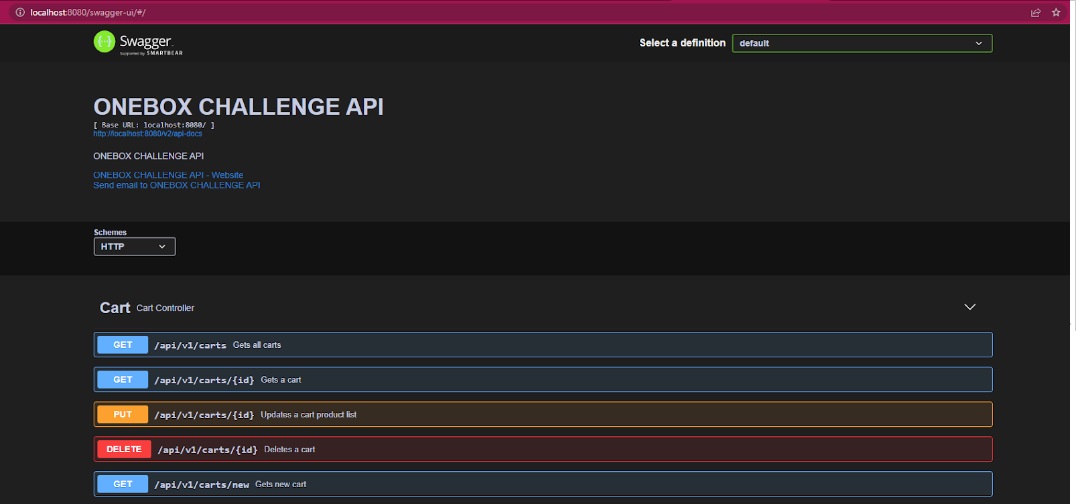 localhost:8080/swagger-ui/#/
Swagger. Supported by SMARTBEAR
Select a definition default
ONEBOX CHALLENGE API
[ Base URL: localhost:8080/ ]
http://localhost:8080/v2/api-docs
ONEBOX CHALLENGE API
ONEBOX CHALLENGE API - Website
Send email to ONEBOX CHALLENGE API
Schemes
HTTP
Cart Cart Controller
GET /api/v1/carts Gets all carts
GET /api/v1/carts/{id} Gets a cart
PUT /api/v1/carts/{id} Updates a cart product list
DELETE /api/v1/carts/{id} Deletes a cart
GET /api/v1/carts/new Gets new cart